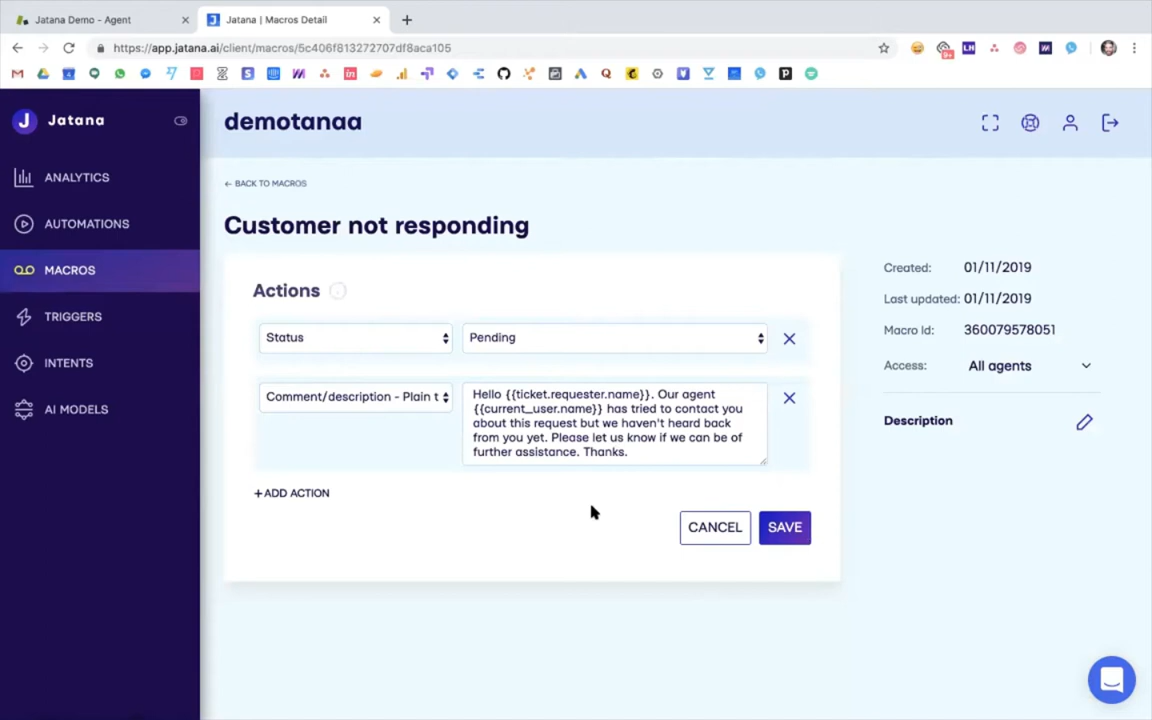 Jatana Demo - Agent
Jatana | Macros Detail
https://app.jatana.ai/client/macros/5c406f813272707df8aca105
Jatana
demotanaa
ANALYTICS
AUTOMATIONS
MACROS
TRIGGERS
INTENTS
AI MODELS
← BACK TO MACROS
Customer not responding
Actions
Status
Pending
Comment/description - Plain t
Hello {{ticket.requester.name}}. Our agent
{{current_user.name}} has tried to contact you
about this request but we haven't heard back
from you yet. Please let us know if we can be of
further assistance. Thanks.
+ ADD ACTION
CANCEL
SAVE
Created: 01/11/2019
Last updated: 01/11/2019
Macro Id: 360079578051
Access: All agents
Description